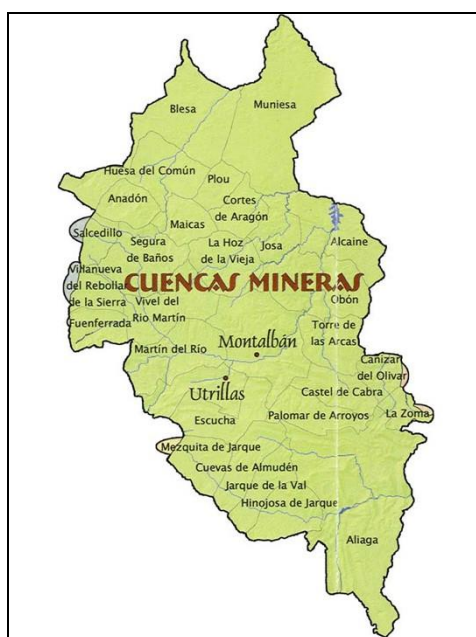 Blesa
Muniesa
Huesa del Común
Plou
Anadón
Cortes
de Aragón
Maicas
Salcedillo
Segura
de Baños
La Hoz
de la Vieja
Josa
Alcaine
Villanueva
del Rebollar
de la Sierra
CUENCAS MINERAS
Obón
Vivel del
Rio Martín
Fuenferrada
Torre de
las Arcas
Montalbán
Martín del Río
Cañizar
del Olivar
Utrillas
Castel de Cabra
La Zoma
Escucha
Palomar de Arroyos
Mezquita de Jarque
Cuevas de Almudén
Jarque de la Val
Hinojosa de Jarque
Aliaga